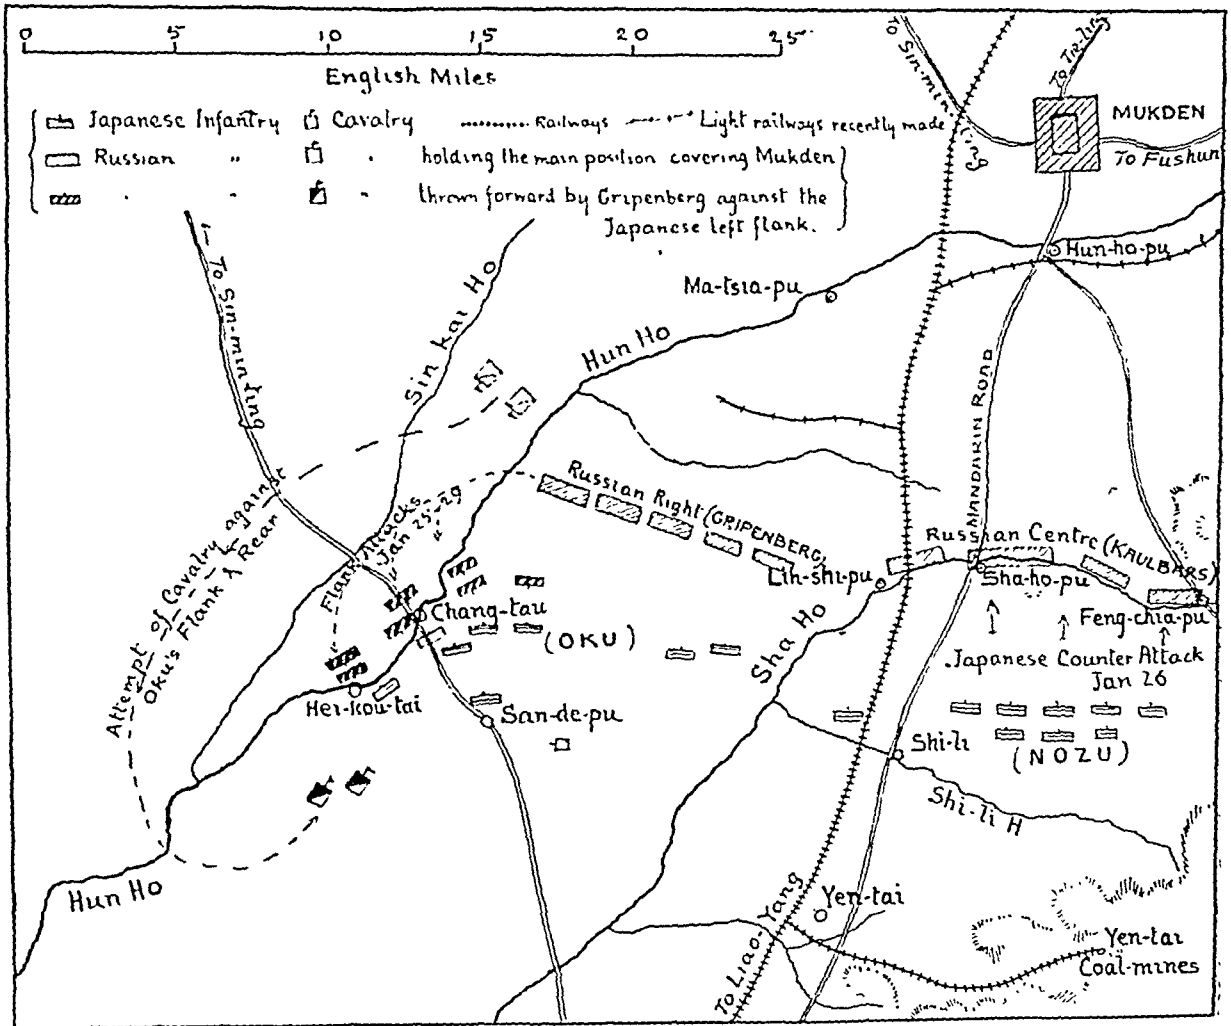 0 5 10 15 20 25
English Miles
Japanese Infantry Cavalry Railways Light railways recently made
Russian " " holding the main position covering Mukden
" " " thrown forward by Gripenberg against the
Japanese left flank.
To Sin-min-ting
To Tie-ling
MUKDEN
To Fushun
Hun-ho-pu
Ma-tsia-pu
Hun Ho
Sin kai Ho
To Sin-min-ting
MANDARIN ROAD
Russian Right (GRIPENBERG)
Russian Centre (KAULBARS)
Lin-shi-pu
Sha-ho-pu
Feng-chia-pu
Japanese Counter Attack
Jan 26
(NOZU)
Sha Ho
Flank Attacks
Jan 25-29
Attempt of Cavalry against
Oku's Flank & Rear
Chang-tau
(OKU)
Hei-kou-tai
San-de-pu
Shi-li
Shi-li H
Hun Ho
To Liao-Yang
Yen-tai
Yen-tai
Coal-mines